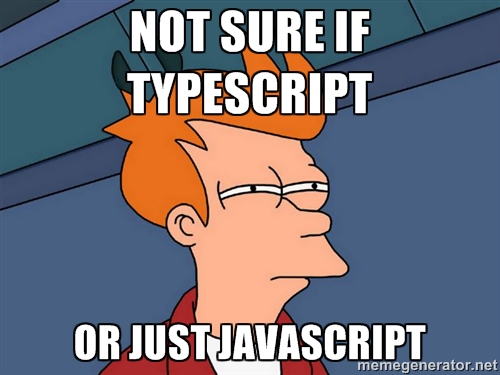 NOT SURE IF
TYPESCRIPT
OR JUST JAVASCRIPT
memegenerator.net